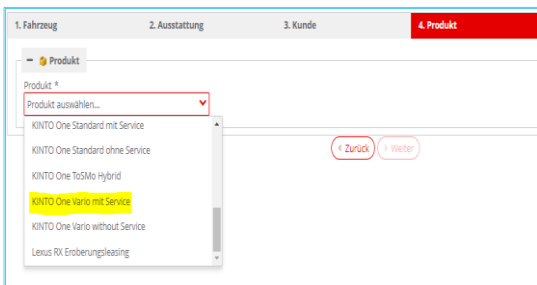 1. Fahrzeug 2. Ausstattung 3. Kunde 4. Produkt
Produkt
Produkt *
Produkt auswählen...
KINTO One Standard mit Service
KINTO One Standard ohne Service
KINTO One ToSMo Hybrid
KINTO One Vario mit Service
KINTO One Vario without Service
Lexus RX Eroberungsleasing
< Zurück > Weiter